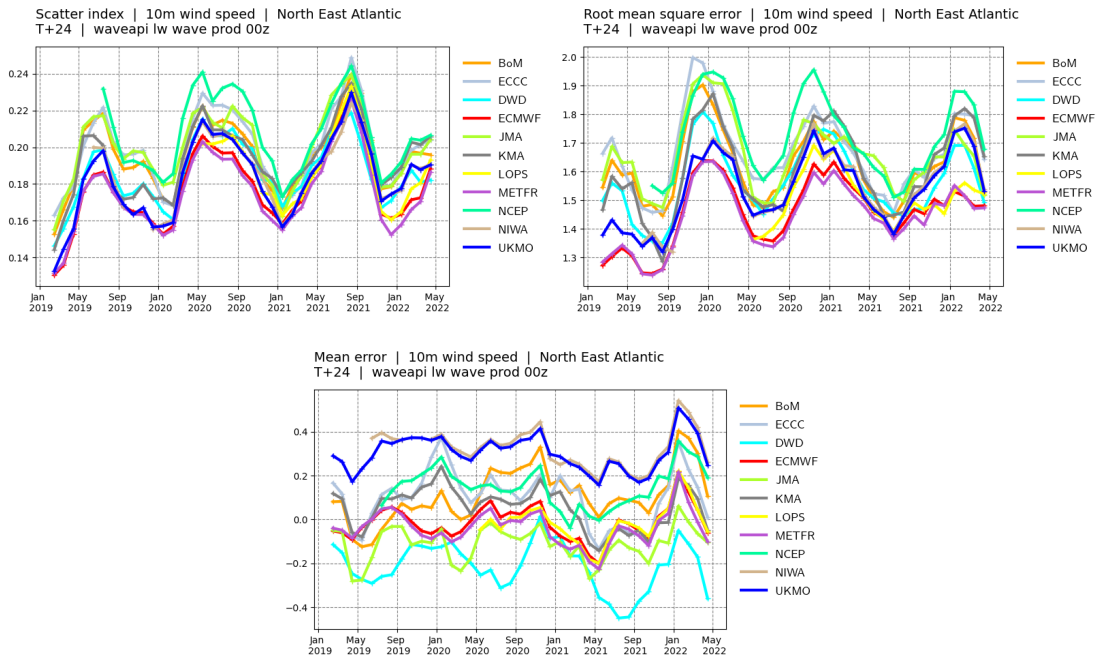 Scatter index | 10m wind speed | North East Atlantic
T+24 | waveapi lw wave prod 00z
0.24
0.22
0.20
0.18
0.16
0.14
Jan 2019
May 2019
Sep 2019
Jan 2020
May 2020
Sep 2020
Jan 2021
May 2021
Sep 2021
Jan 2022
May 2022
BoM
ECCC
DWD
ECMWF
JMA
KMA
LOPS
METFR
NCEP
NIWA
UKMO
Root mean square error | 10m wind speed | North East Atlantic
T+24 | waveapi lw wave prod 00z
2.0
1.9
1.8
1.7
1.6
1.5
1.4
1.3
Jan 2019
May 2019
Sep 2019
Jan 2020
May 2020
Sep 2020
Jan 2021
May 2021
Sep 2021
Jan 2022
May 2022
BoM
ECCC
DWD
ECMWF
JMA
KMA
LOPS
METFR
NCEP
NIWA
UKMO
Mean error | 10m wind speed | North East Atlantic
T+24 | waveapi lw wave prod 00z
0.4
0.2
0.0
−0.2
−0.4
Jan 2019
May 2019
Sep 2019
Jan 2020
May 2020
Sep 2020
Jan 2021
May 2021
Sep 2021
Jan 2022
May 2022
BoM
ECCC
DWD
ECMWF
JMA
KMA
LOPS
METFR
NCEP
NIWA
UKMO